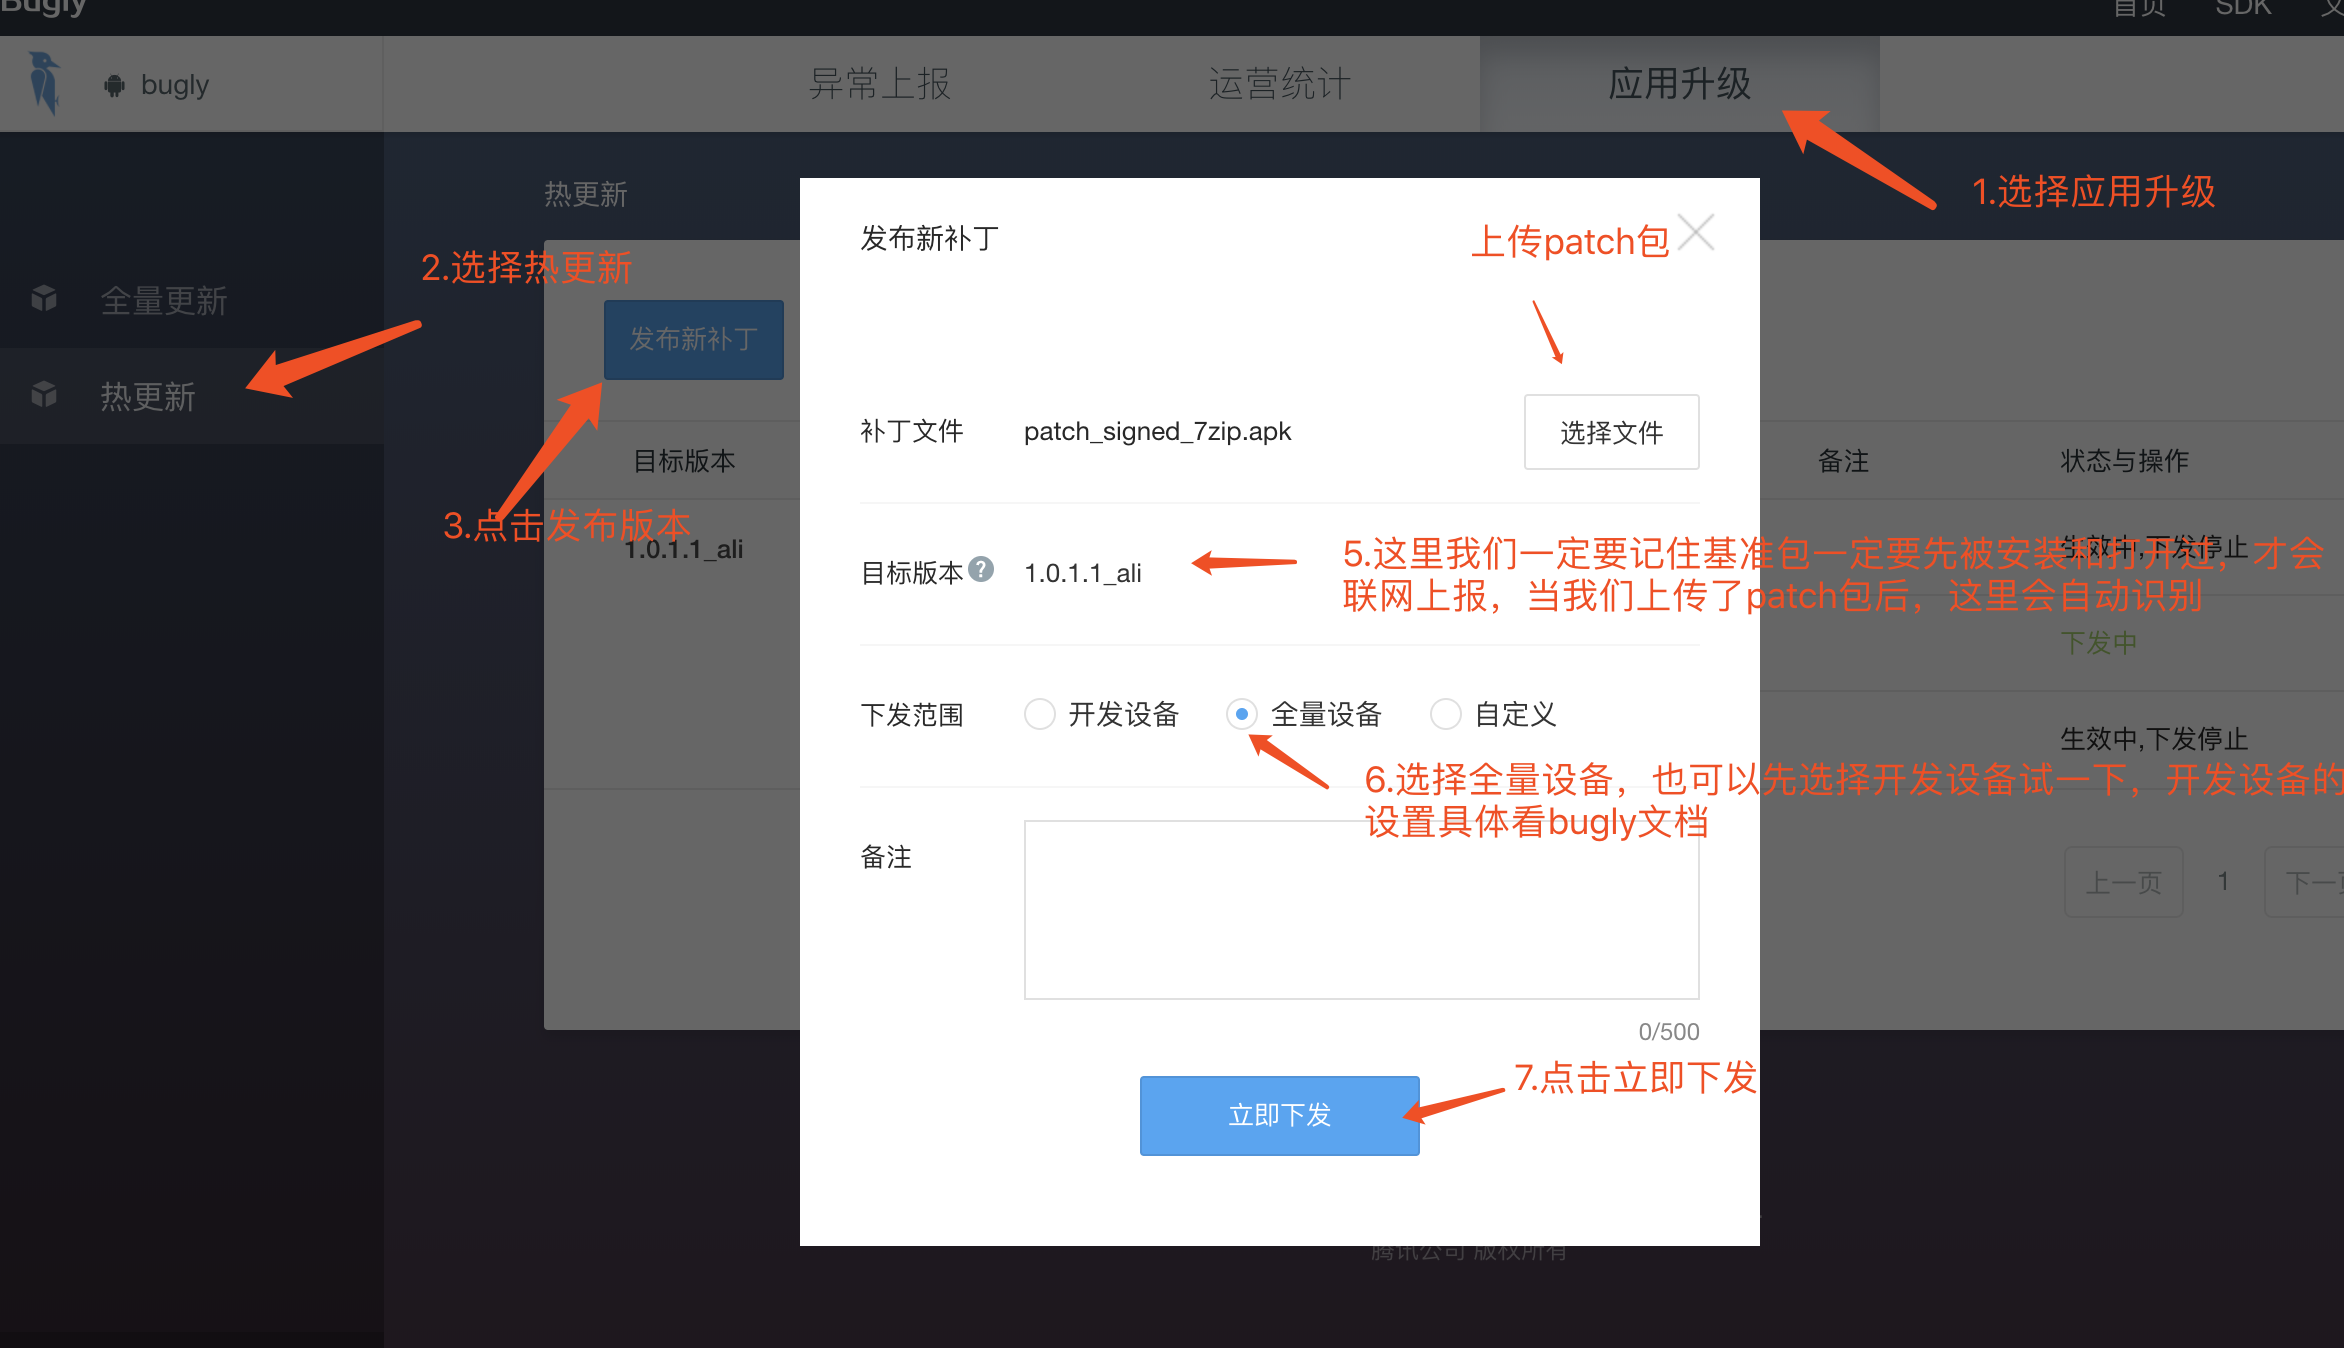 Bugly
首页 SDK
bugly 异常上报 运营统计 应用升级
1.选择应用升级
热更新
发布新补丁
上传patch包
2.选择热更新
全量更新
发布新补丁
热更新
补丁文件 patch_signed_7zip.apk 选择文件
目标版本 备注 状态与操作
3.点击发布版本
1.0.1.1_ali
生效中,下发停止
目标版本 ? 1.0.1.1_ali
5.这里我们一定要记住基准包一定要先被安装和打开过，才会
联网上报，当我们上传了patch包后，这里会自动识别
下发中
下发范围 开发设备 全量设备 自定义
生效中,下发停止
6.选择全量设备，也可以先选择开发设备试一下，开发设备的
设置具体看bugly文档
备注
上一页 1 下一页
0/500
7.点击立即下发
立即下发
腾讯公司 版权所有